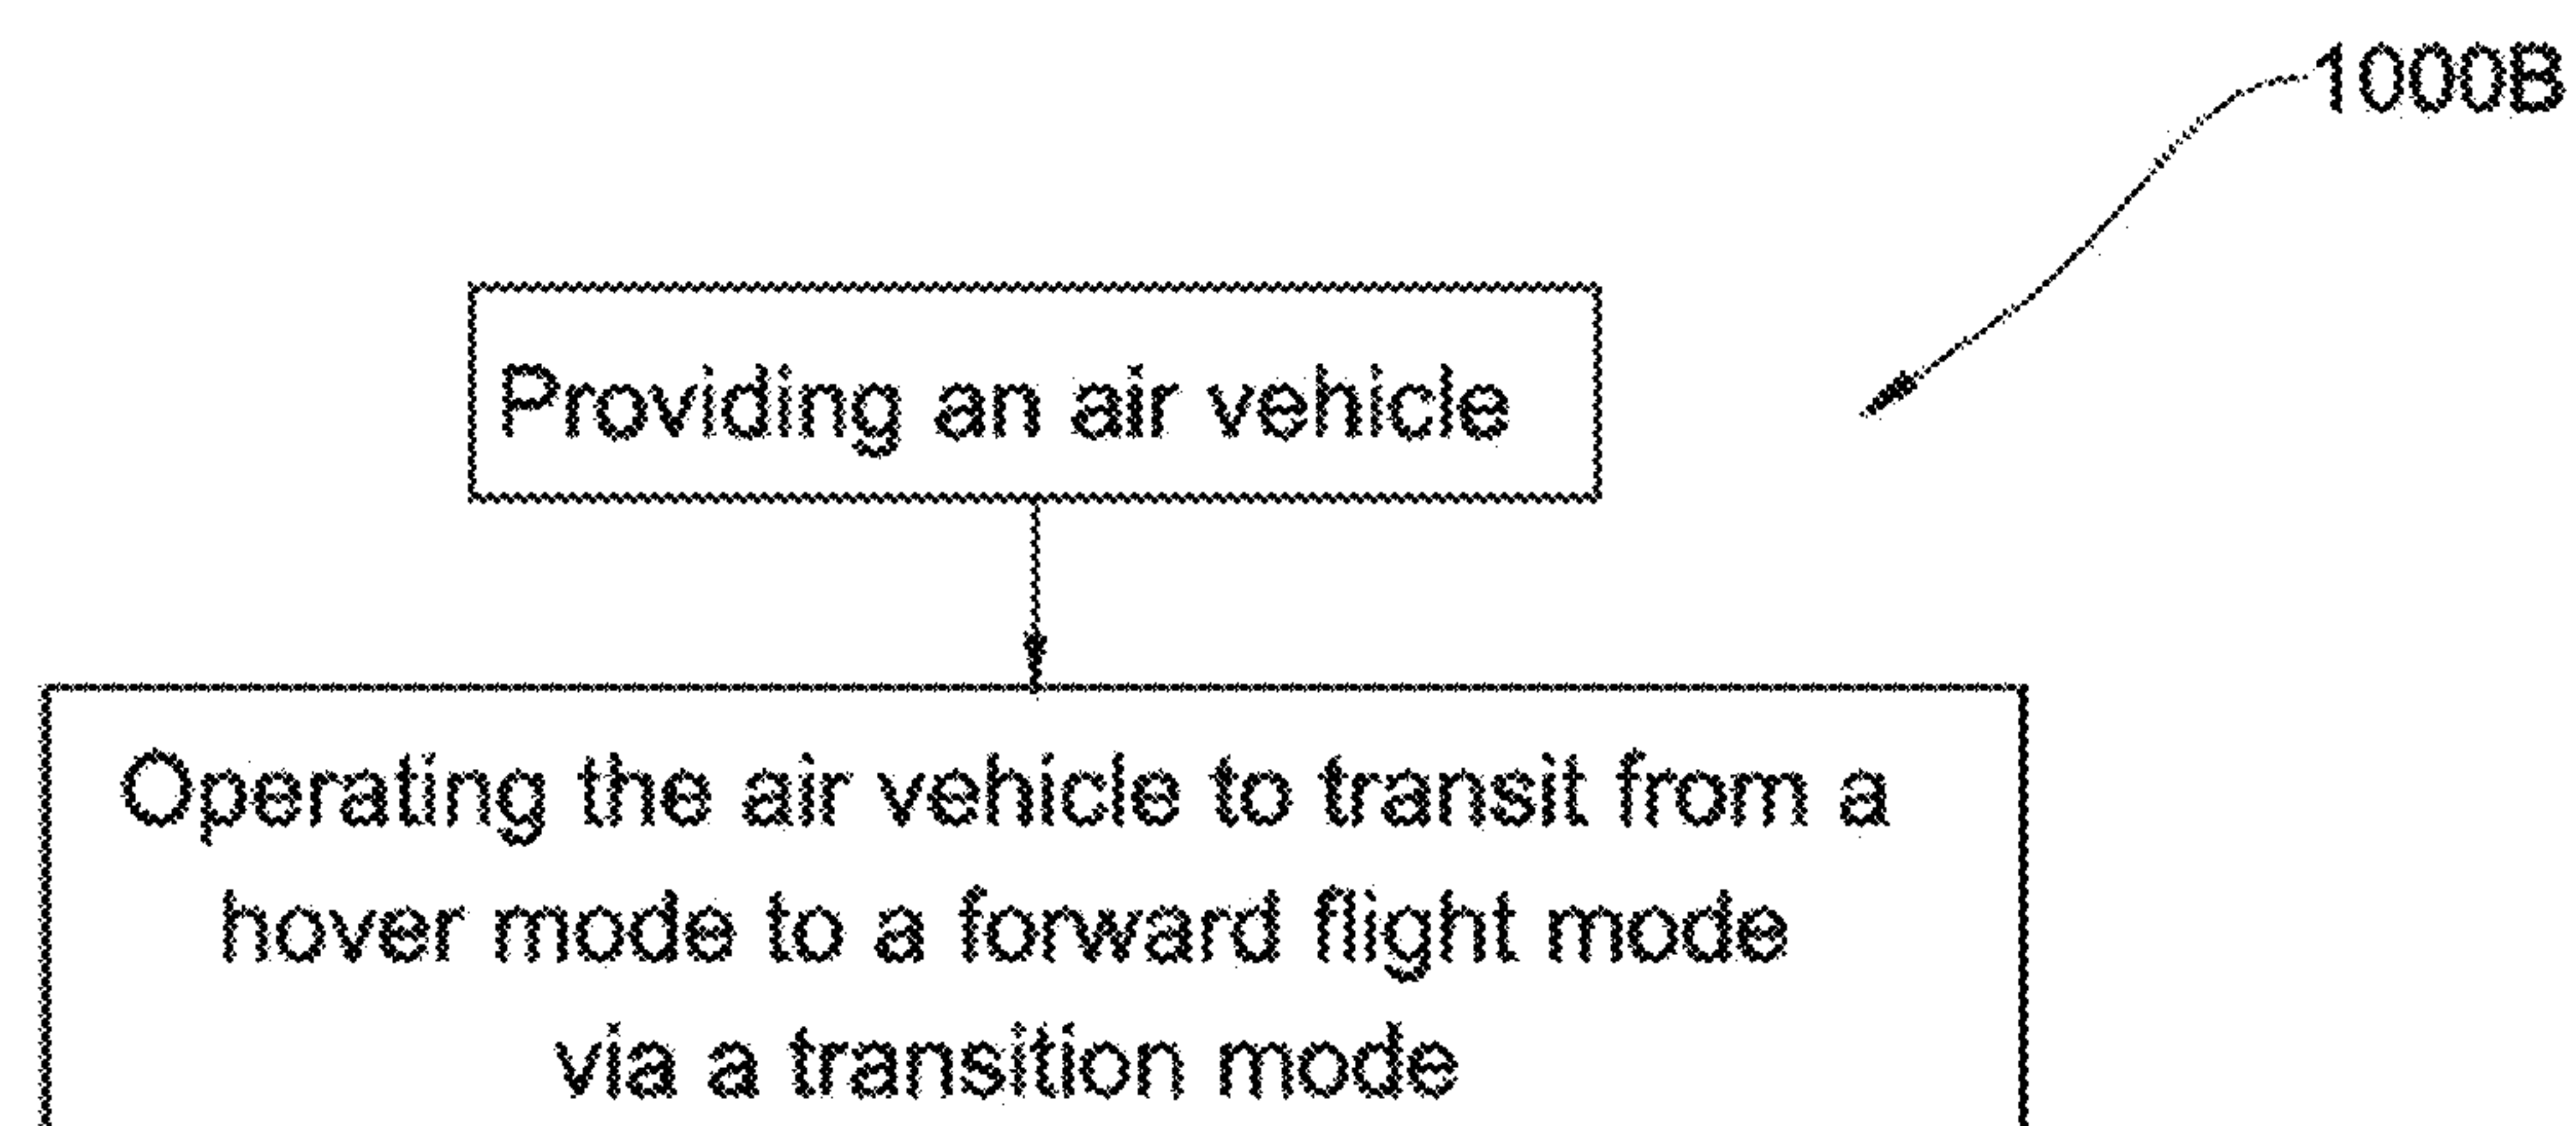 1000B
Providing an air vehicle
Operating the air vehicle to transit from a
hover mode to a forward flight mode
via a transition mode